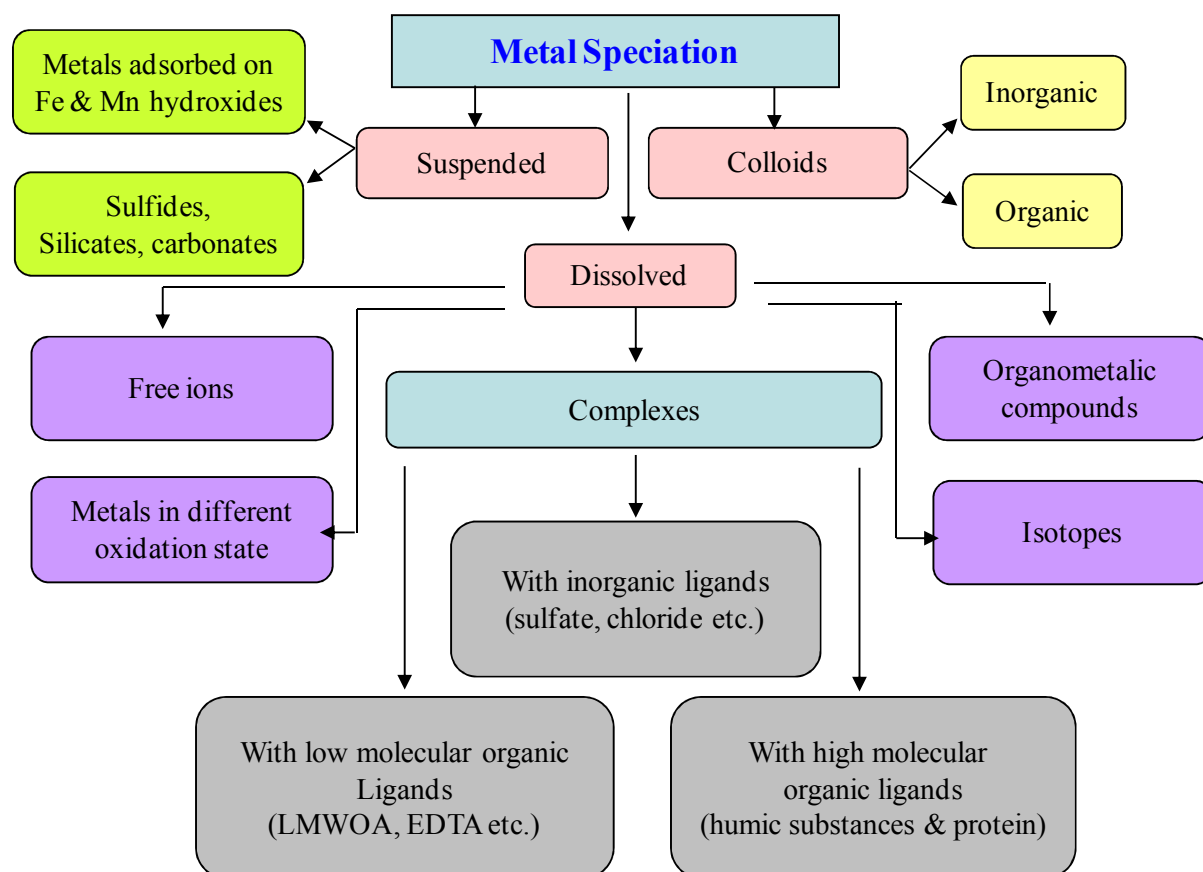 Metal Speciation
Metals adsorbed on
Fe & Mn hydroxides
Suspended
Colloids
Inorganic
Sulfides,
Silicates, carbonates
Organic
Dissolved
Free ions
Complexes
Organometalic
compounds
Metals in different
oxidation state
Isotopes
With inorganic ligands
(sulfate, chloride etc.)
With low molecular organic
Ligands
(LMWOA, EDTA etc.)
With high molecular
organic ligands
(humic substances & protein)